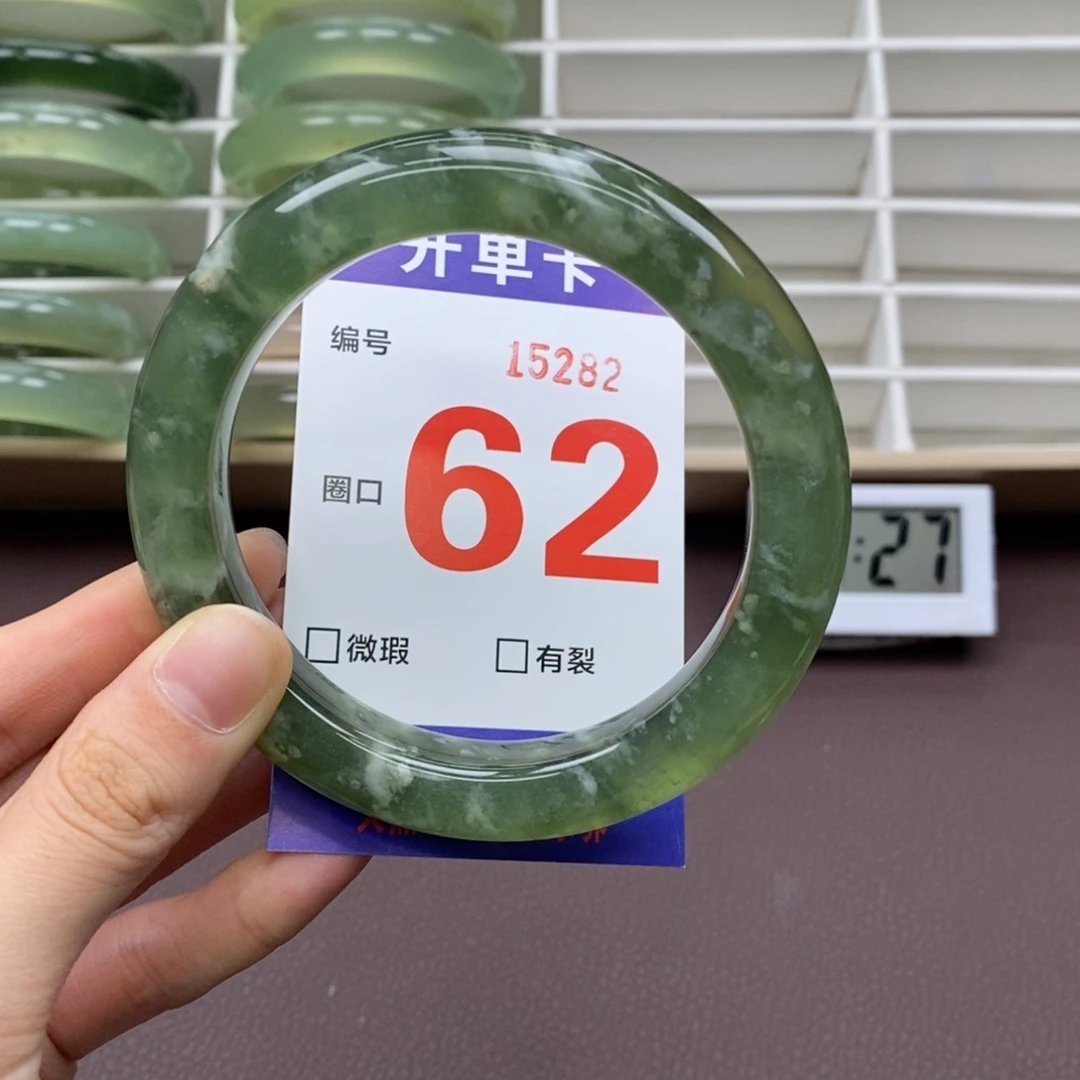 开单卡
编号 15282
圈口 62
□微瑕 □有裂
:27